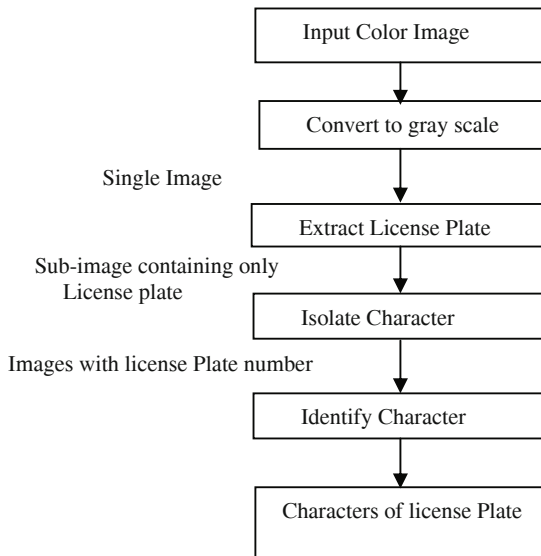 Input Color Image
Convert to gray scale
Single Image
Extract License Plate
Sub-image containing only
License plate
Isolate Character
Images with license Plate number
Identify Character
Characters of license Plate